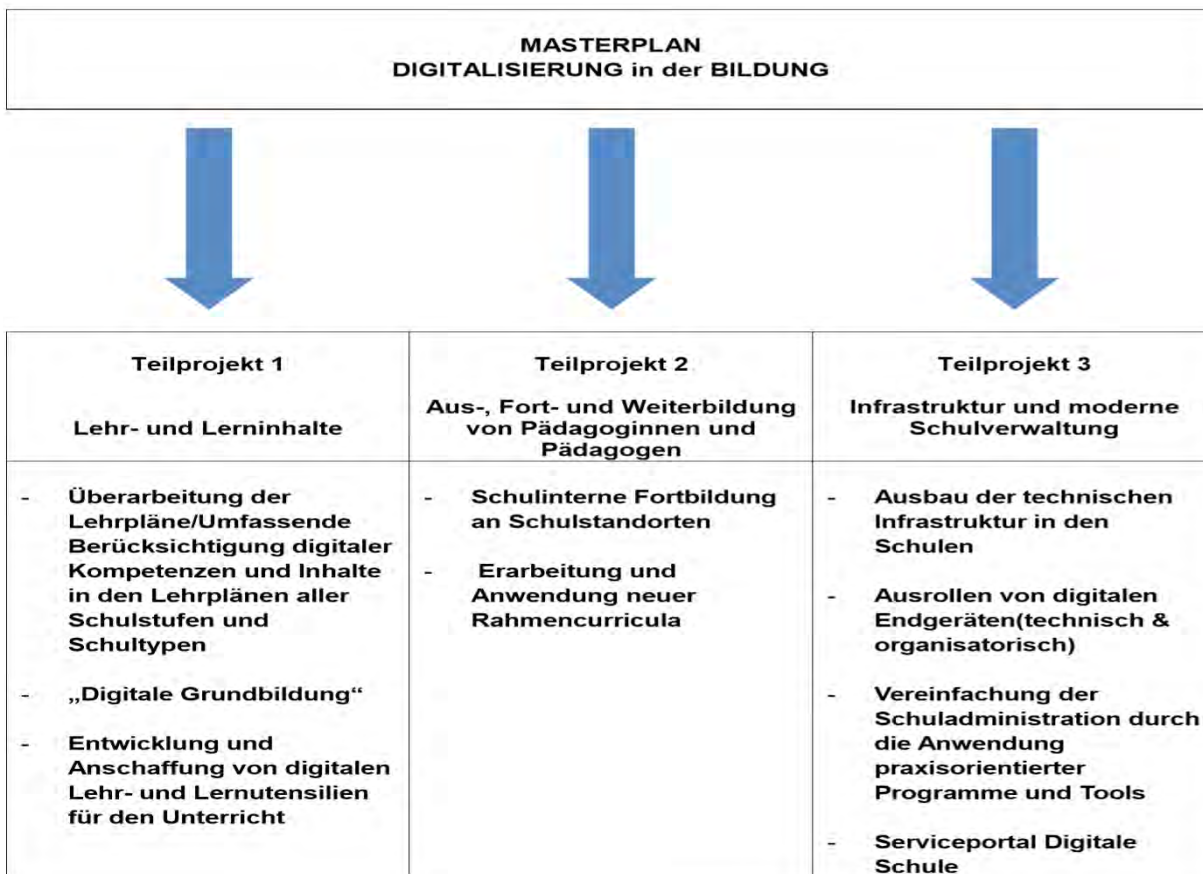 MASTERPLAN
DIGITALISIERUNG in der BILDUNG
Teilprojekt 1
Lehr- und Lerninhalte
- Überarbeitung der
Lehrpläne/Umfassende
Berücksichtigung digitaler
Kompetenzen und Inhalte
in den Lehrplänen aller
Schulstufen und
Schultypen
- „Digitale Grundbildung“
- Entwicklung und
Anschaffung von digitalen
Lehr- und Lernutensilien
für den Unterricht
Teilprojekt 2
Aus-, Fort- und Weiterbildung
von Pädagoginnen und
Pädagogen
- Schulinterne Fortbildung
an Schulstandorten
- Erarbeitung und
Anwendung neuer
Rahmencurricula
Teilprojekt 3
Infrastruktur und moderne
Schulverwaltung
- Ausbau der technischen
Infrastruktur in den
Schulen
- Ausrollen von digitalen
Endgeräten(technisch &
organisatorisch)
- Vereinfachung der
Schuladministration durch
die Anwendung
praxisorientierter
Programme und Tools
- Serviceportal Digitale
Schule